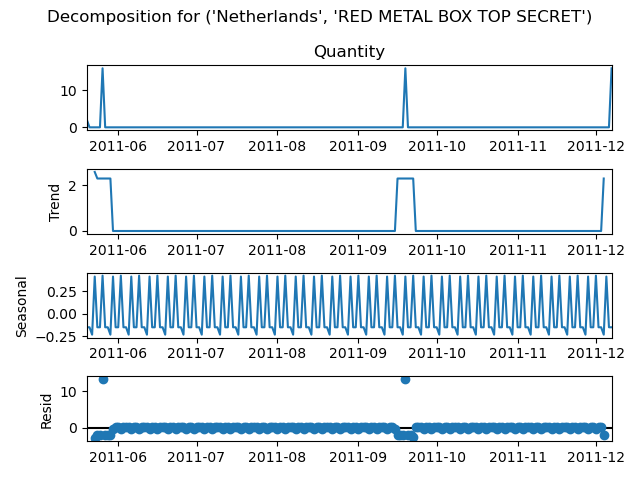 Decomposition for ('Netherlands', 'RED METAL BOX TOP SECRET')
Quantity
10
0
2011-06 2011-07 2011-08 2011-09 2011-10 2011-11 2011-12
Trend
2
0
2011-06 2011-07 2011-08 2011-09 2011-10 2011-11 2011-12
Seasonal
0.25
0.00
−0.25
2011-06 2011-07 2011-08 2011-09 2011-10 2011-11 2011-12
Resid
10
0
2011-06 2011-07 2011-08 2011-09 2011-10 2011-11 2011-12